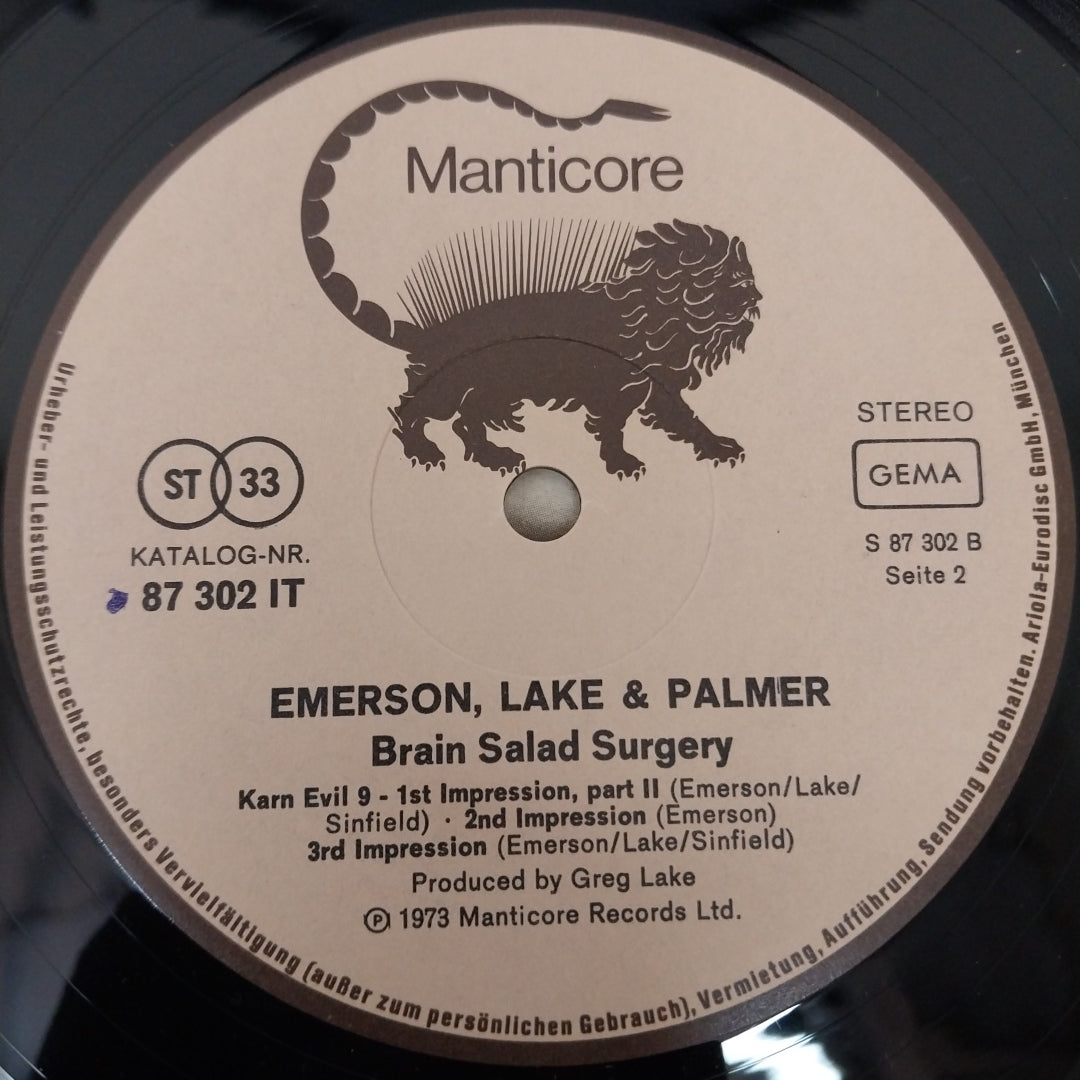 Manticore
STEREO
GEMA
S 87 302 B
Seite 2
ST 33
KATALOG-NR.
87 302 IT
EMERSON, LAKE & PALMER
Brain Salad Surgery
Karn Evil 9 - 1st Impression, part II (Emerson/Lake/
Sinfield) · 2nd Impression (Emerson)
3rd Impression (Emerson/Lake/Sinfield)
Produced by Greg Lake
Ⓟ 1973 Manticore Records Ltd.
Urheber- und Leistungsschutzrechte, besonders Vervielfältigung (außer zum persönlichen Gebrauch), Vermietung, Aufführung, Sendung vorbehalten. Ariola-Eurodisc GmbH, München